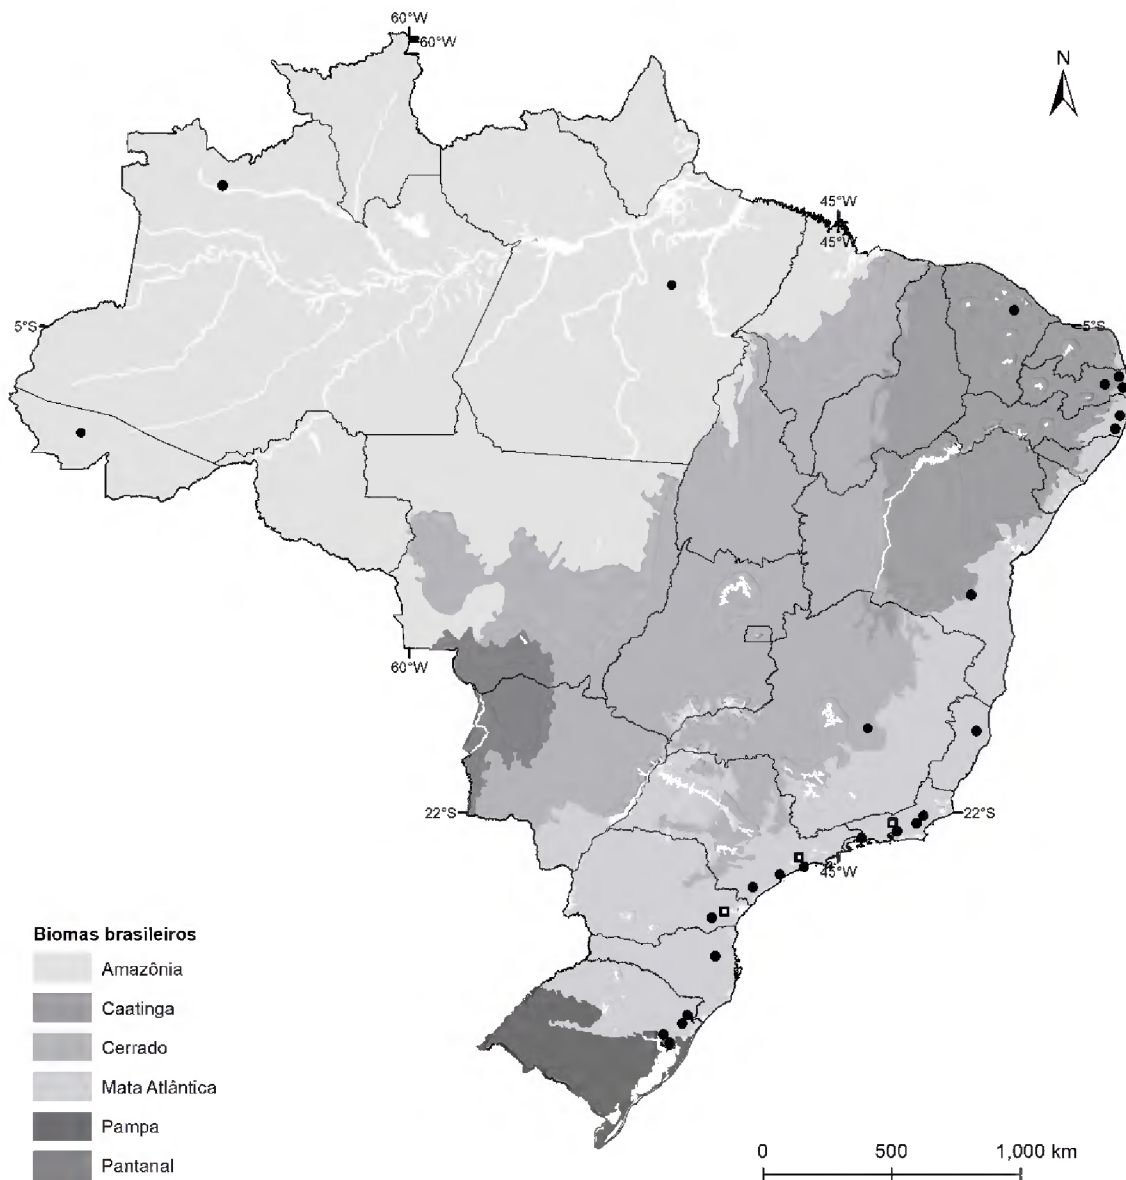 60°W
60°W
N
45°W
45°W
5°S
5°S
60°W
22°S
22°S
45°W
Biomas brasileiros
Amazônia
Caatinga
Cerrado
Mata Atlântica
Pampa
Pantanal
0 500 1,000 km